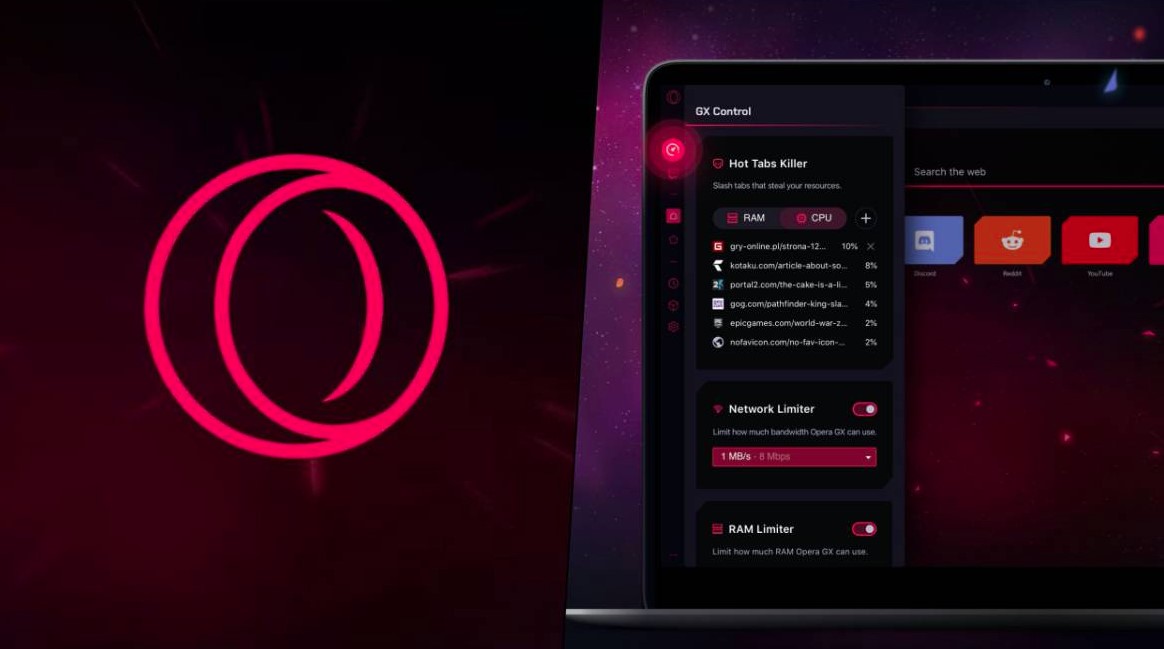 GX Control
Hot Tabs Killer
Slash tabs that steal your resources.
RAM CPU
gry-online.pl/strona-12... 10%
kotaku.com/article-about-so... 8%
portal2.com/the-cake-is-a-li... 5%
gog.com/pathfinder-king-sla... 4%
epicgames.com/world-war-z... 2%
nofavicon.com/no-fav-icon-... 2%
Network Limiter
Limit how much bandwidth Opera GX can use.
1 MB/s - 8 Mbps
RAM Limiter
Limit how much RAM Opera GX can use.
Search the web
Discord
Reddit
YouTube